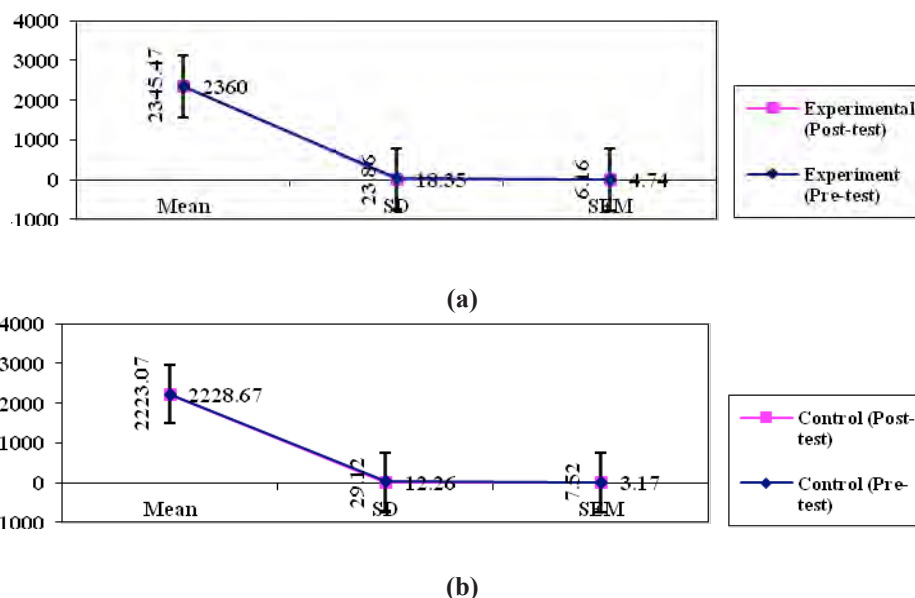 4000
3000
2000
1000
0
-1000
2345.47
2360
23.86
18.35
6.16
4.74
Mean
SD
SEM
Experimental
(Post-test)
Experiment
(Pre-test)
(a)
4000
3000
2000
1000
0
1000
2223.07
2228.67
29.12
12.26
7.52
3.17
Mean
SD
SEM
Control (Post-
test)
Control (Pre-
test)
(b)